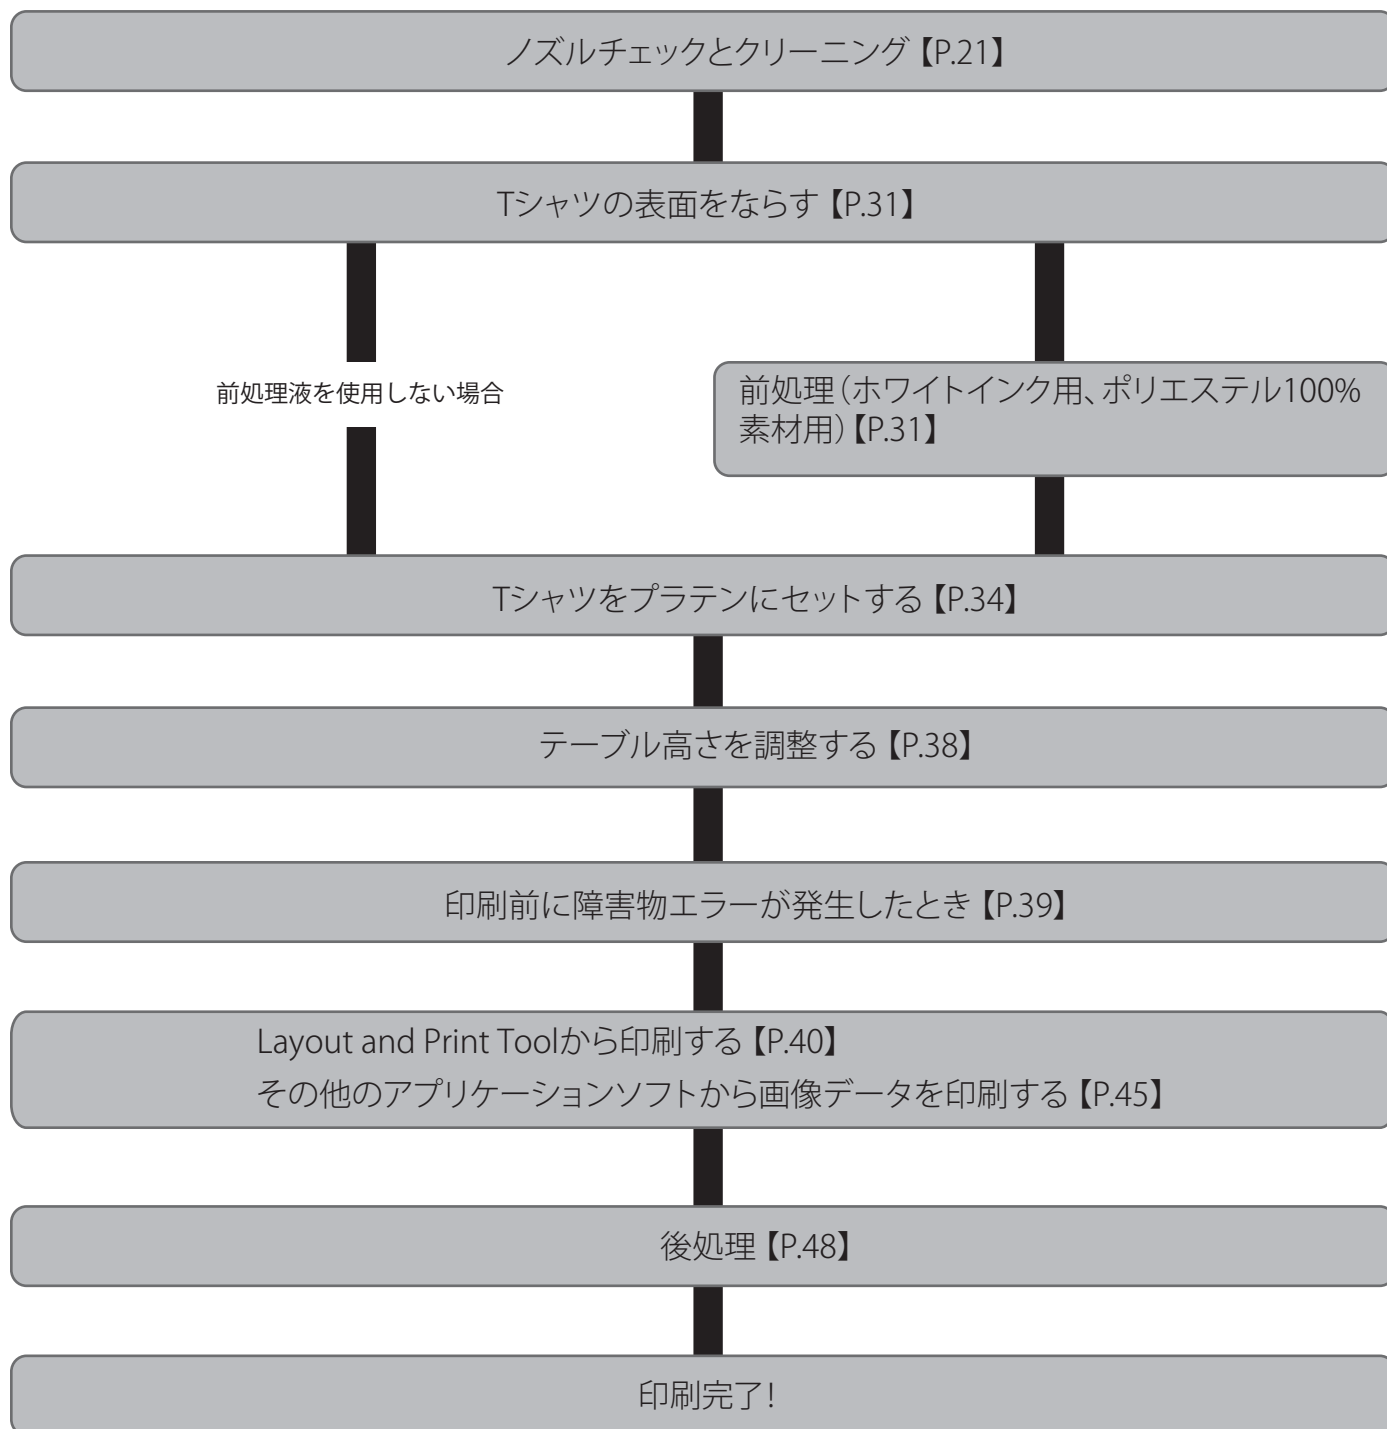 ノズルチェックとクリーニング【P.21】
Tシャツの表面をならす【P.31】
前処理液を使用しない場合
前処理（ホワイトインク用、ポリエステル100%
素材用）【P.31】
Tシャツをプラテンにセットする【P.34】
テーブル高さを調整する【P.38】
印刷前に障害物エラーが発生したとき【P.39】
Layout and Print Toolから印刷する【P.40】
その他のアプリケーションソフトから画像データを印刷する【P.45】
後処理【P.48】
印刷完了！